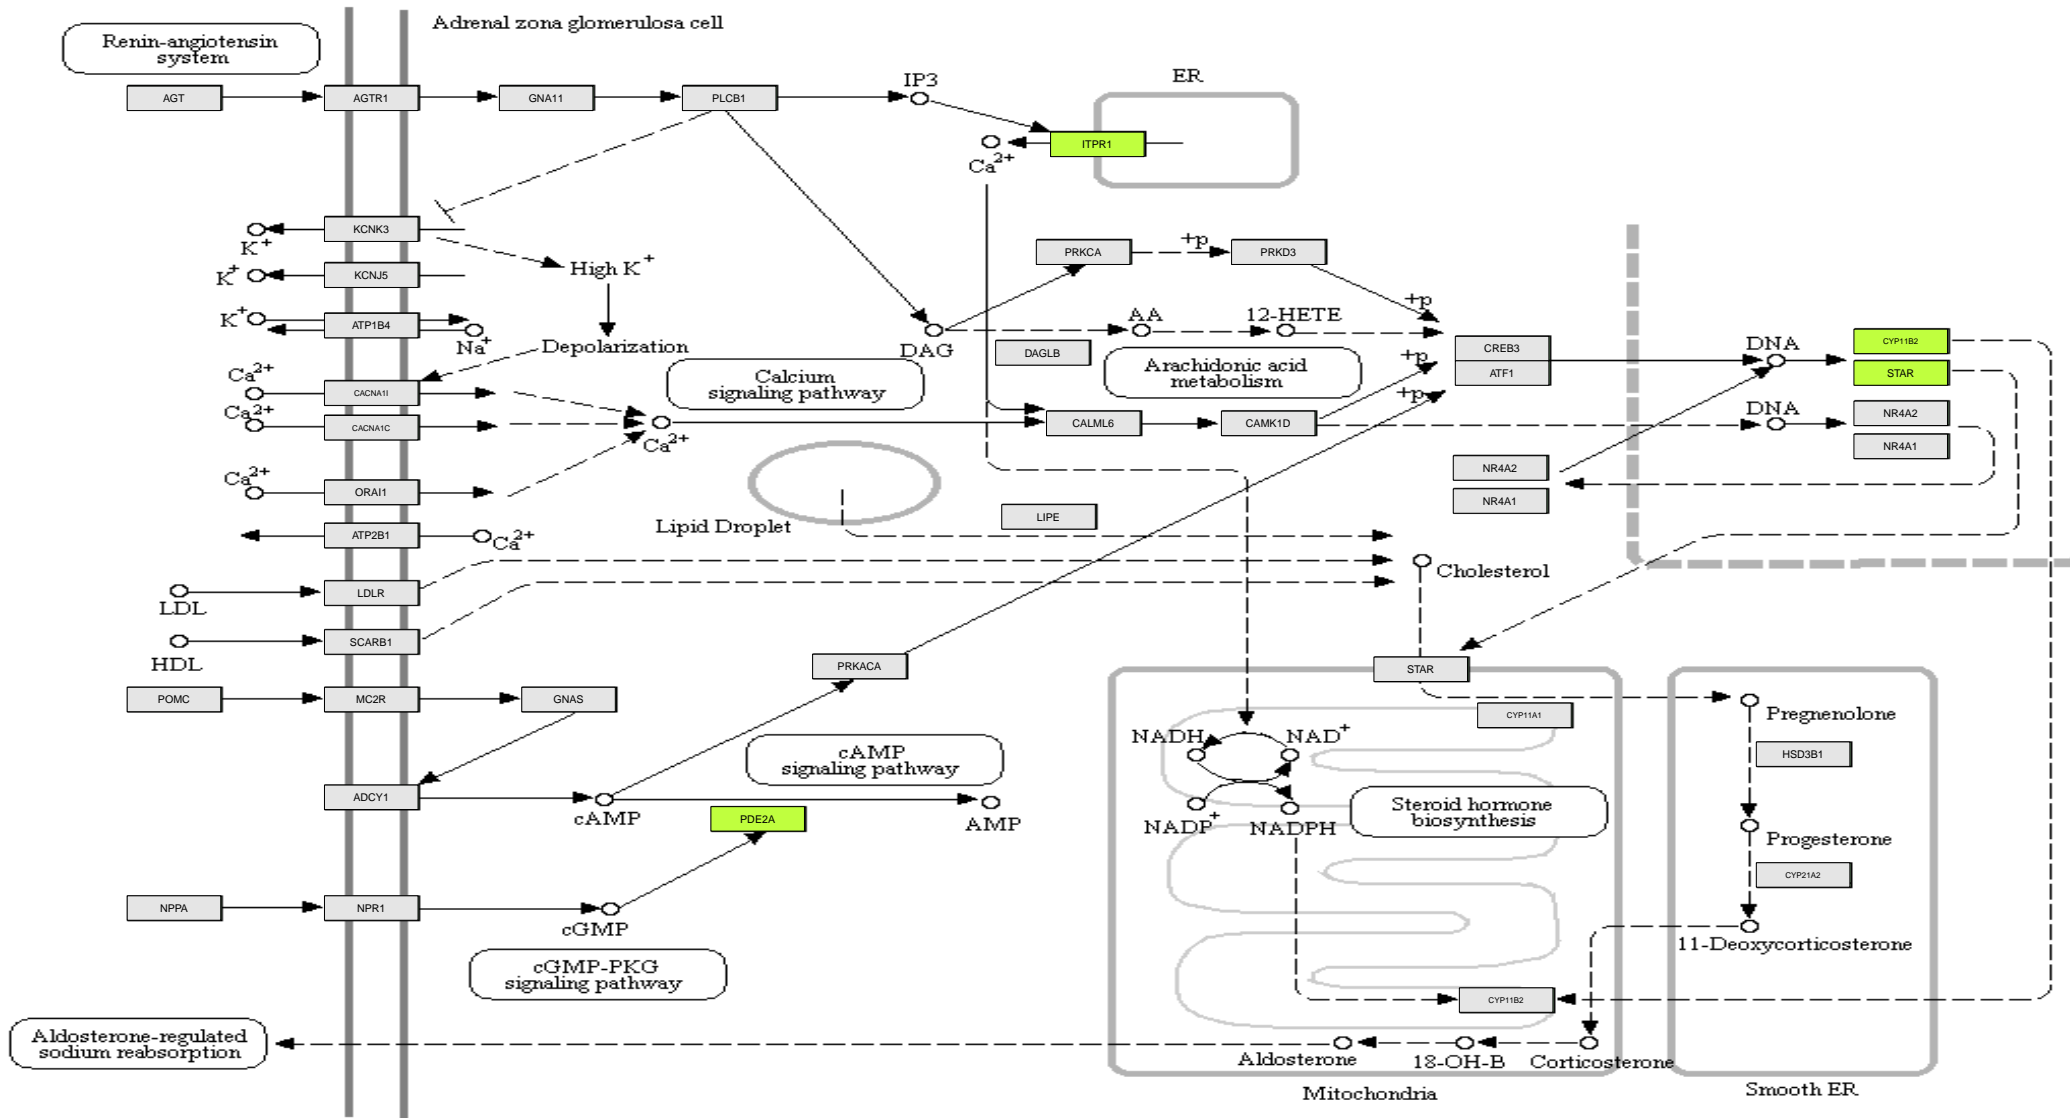 Adrenal zona glomerulosa cell
Renin-angiotensin
system
AGT
AGTR1
GNA11
PLCB1
IP3
ER
ITPR1
Ca2+
KCNK3
K+
KCNJ5
K+
High K+
ATP1B4
K+
Na+
Depolarization
PRKCA
+p
PRKD3
+p
DAG
AA
12-HETE
DAGLB
Arachidonic acid
metabolism
Calcium
signaling pathway
CREB3
ATF1
+p
+p
DNA
CYP11B2
STAR
DNA
NR4A2
NR4A1
Ca2+
CACNA1I
Ca2+
CACNA1C
Ca2+
CALML6
CAMK1D
NR4A2
NR4A1
Ca2+
ORAI1
Lipid Droplet
LIPE
ATP2B1
Ca2+
Cholesterol
LDL
LDLR
HDL
SCARB1
PRKACA
STAR
POMC
MC2R
GNAS
CYP11A1
Pregnenolone
cAMP
signaling pathway
NADH
NAD+
HSD3B1
ADCY1
cAMP
AMP
PDE2A
NADP+
NADPH
Steroid hormone
biosynthesis
Progesterone
CYP21A2
NPPA
NPR1
cGMP
11-Deoxycorticosterone
cGMP-PKG
signaling pathway
CYP11B2
Aldosterone-regulated
sodium reabsorption
Aldosterone
18-OH-B
Corticosterone
Mitochondria
Smooth ER